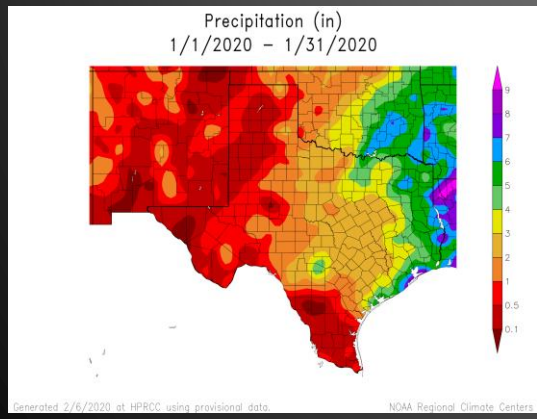 Precipitation (in)
1/1/2020 – 1/31/2020
9
8
7
6
5
4
3
2
1
0.5
0.1
Generated 2/6/2020 at HPRCC using provisional data.
NOAA Regional Climate Centers